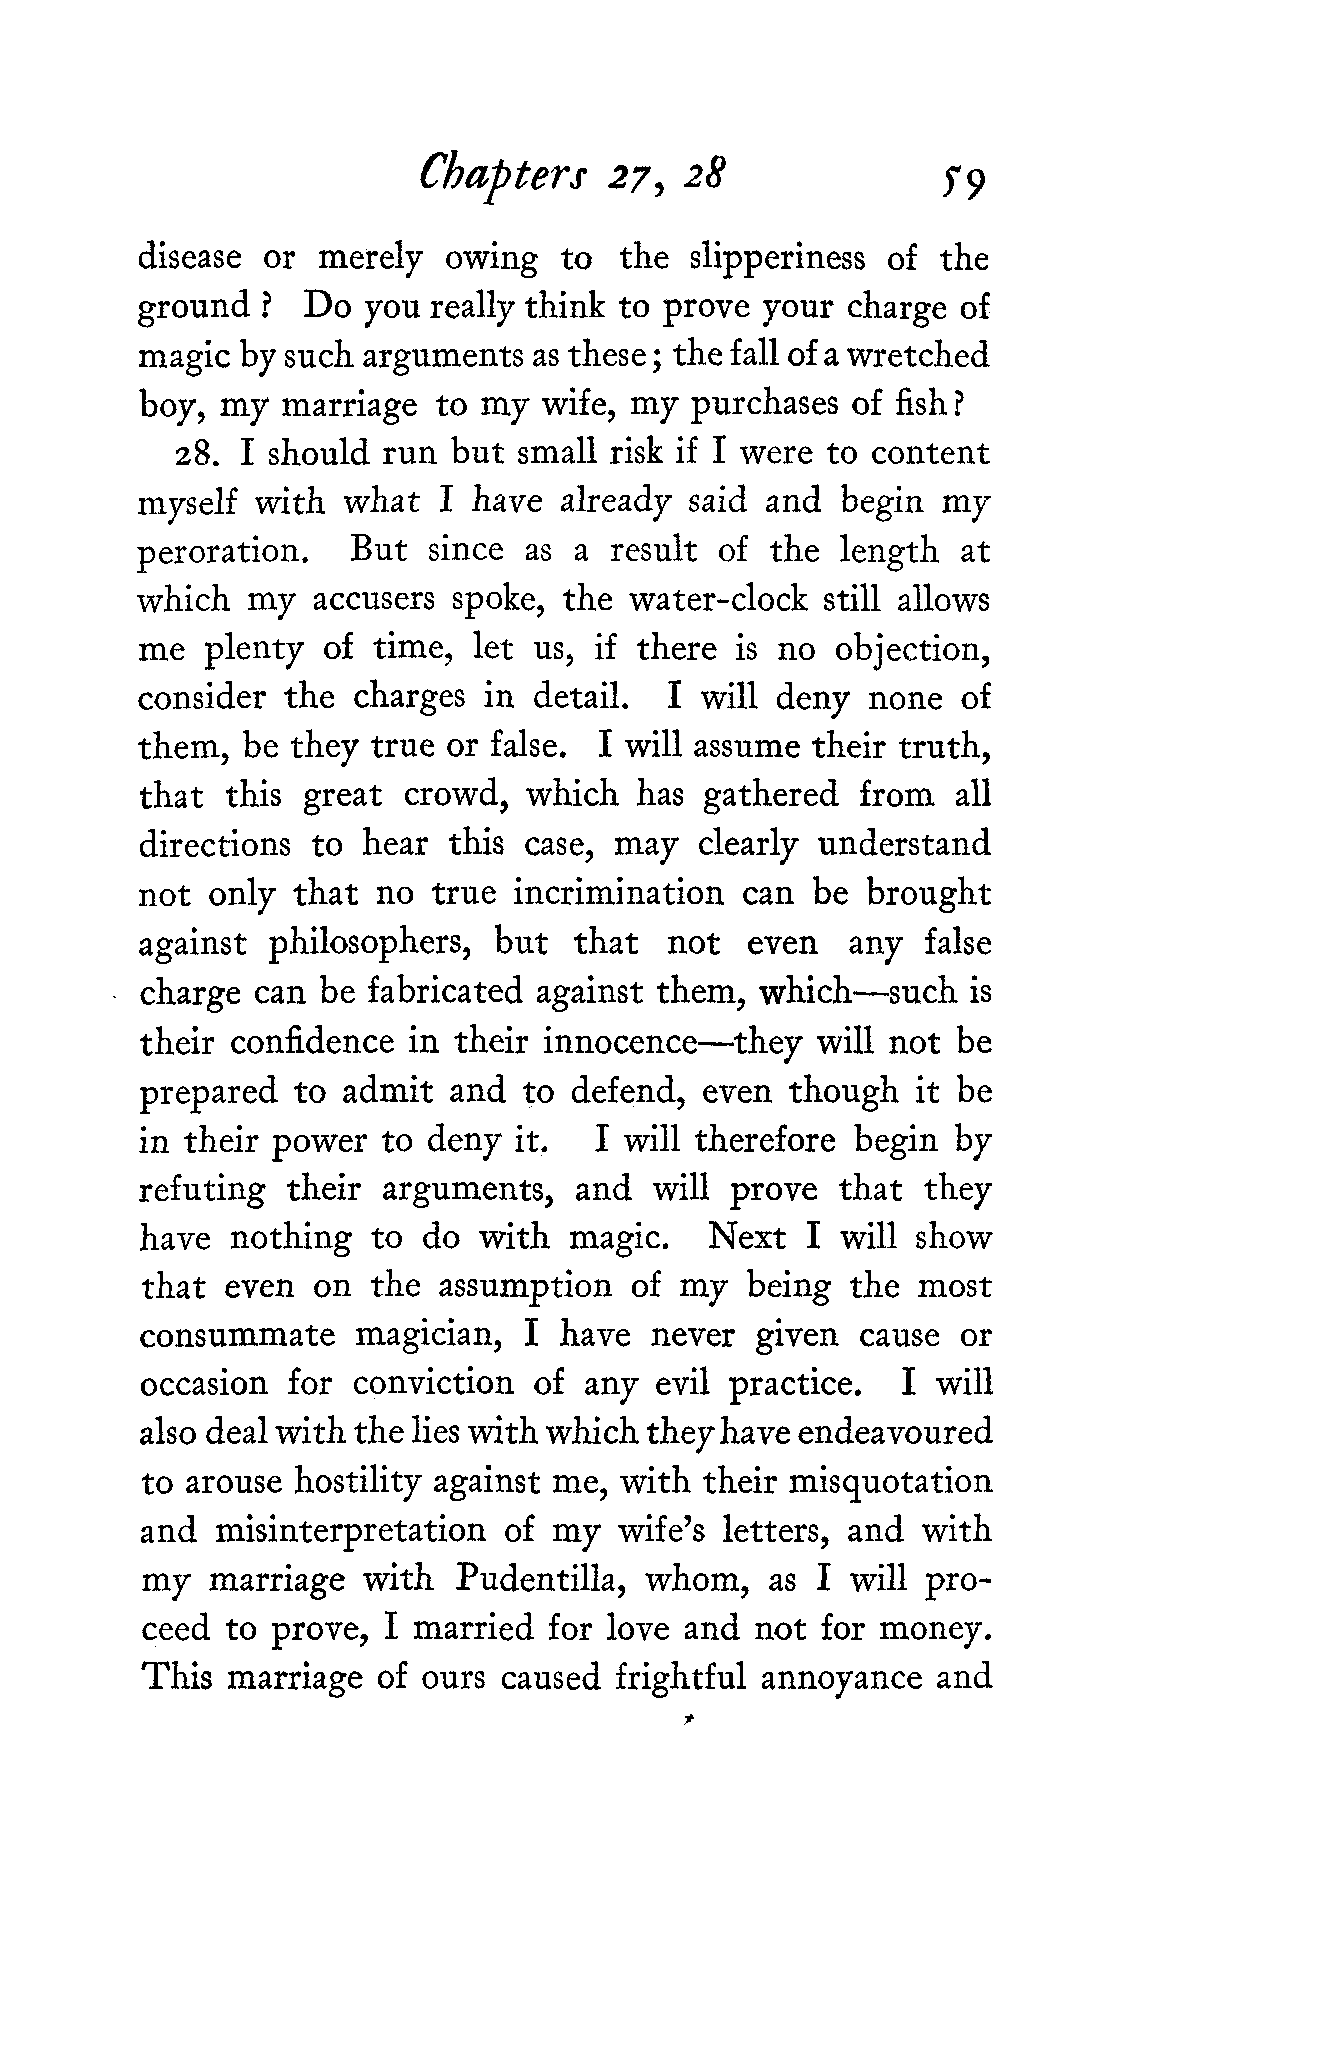 Chapters 27, 28 59
disease or merely owing to the slipperiness of the
ground ? Do you really think to prove your charge of
magic by such arguments as these; the fall of a wretched
boy, my marriage to my wife, my purchases of fish?
28. I should run but small risk if I were to content
myself with what I have already said and begin my
peroration. But since as a result of the length at
which my accusers spoke, the water-clock still allows
me plenty of time, let us, if there is no objection,
consider the charges in detail. I will deny none of
them, be they true or false. I will assume their truth,
that this great crowd, which has gathered from all
directions to hear this case, may clearly understand
not only that no true incrimination can be brought
against philosophers, but that not even any false
charge can be fabricated against them, which—such is
their confidence in their innocence—they will not be
prepared to admit and to defend, even though it be
in their power to deny it. I will therefore begin by
refuting their arguments, and will prove that they
have nothing to do with magic. Next I will show
that even on the assumption of my being the most
consummate magician, I have never given cause or
occasion for conviction of any evil practice. I will
also deal with the lies with which they have endeavoured
to arouse hostility against me, with their misquotation
and misinterpretation of my wife's letters, and with
my marriage with Pudentilla, whom, as I will pro-
ceed to prove, I married for love and not for money.
This marriage of ours caused frightful annoyance and